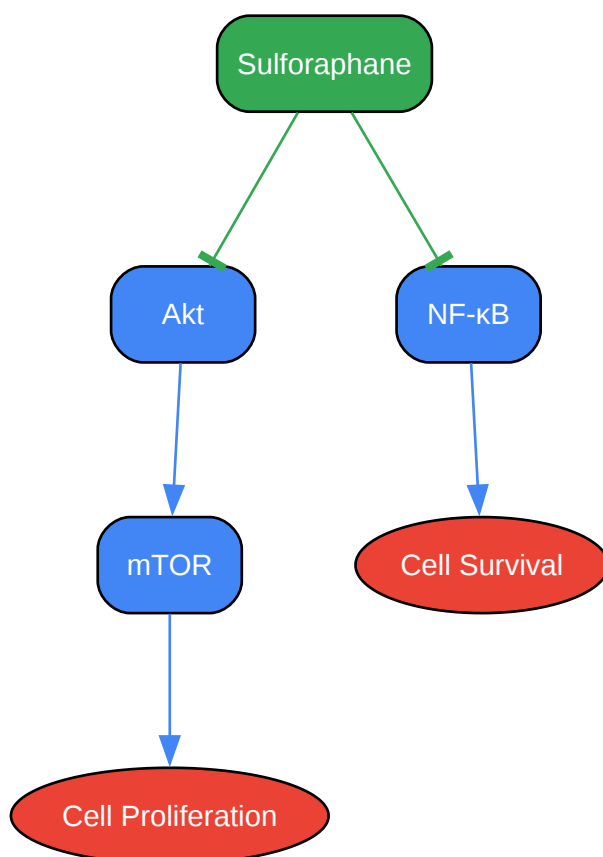 Sulforaphane
Akt
NF-κB
mTOR
Cell Survival
Cell Proliferation